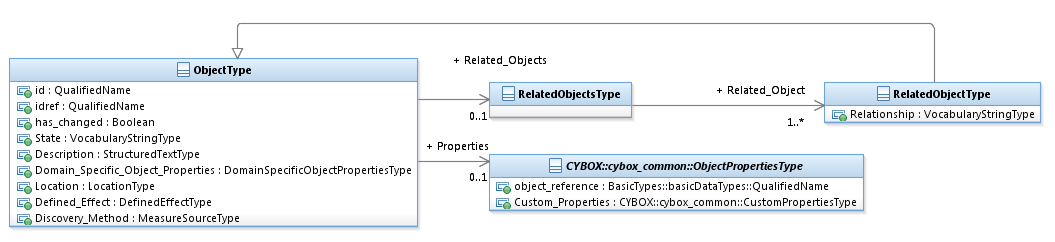 ObjectType
id : QualifiedName
idref : QualifiedName
has_changed : Boolean
State : VocabularyStringType
Description : StructuredTextType
Domain_Specific_Object_Properties : DomainSpecificObjectPropertiesType
Location : LocationType
Defined_Effect : DefinedEffectType
Discovery_Method : MeasureSourceType
+ Related_Objects
0..1
RelatedObjectsType
+ Related_Object
1..*
RelatedObjectType
Relationship : VocabularyStringType
+ Properties
0..1
CYBOX::cybox_common::ObjectPropertiesType
object_reference : BasicTypes::basicDataTypes::QualifiedName
Custom_Properties : CYBOX::cybox_common::CustomPropertiesType